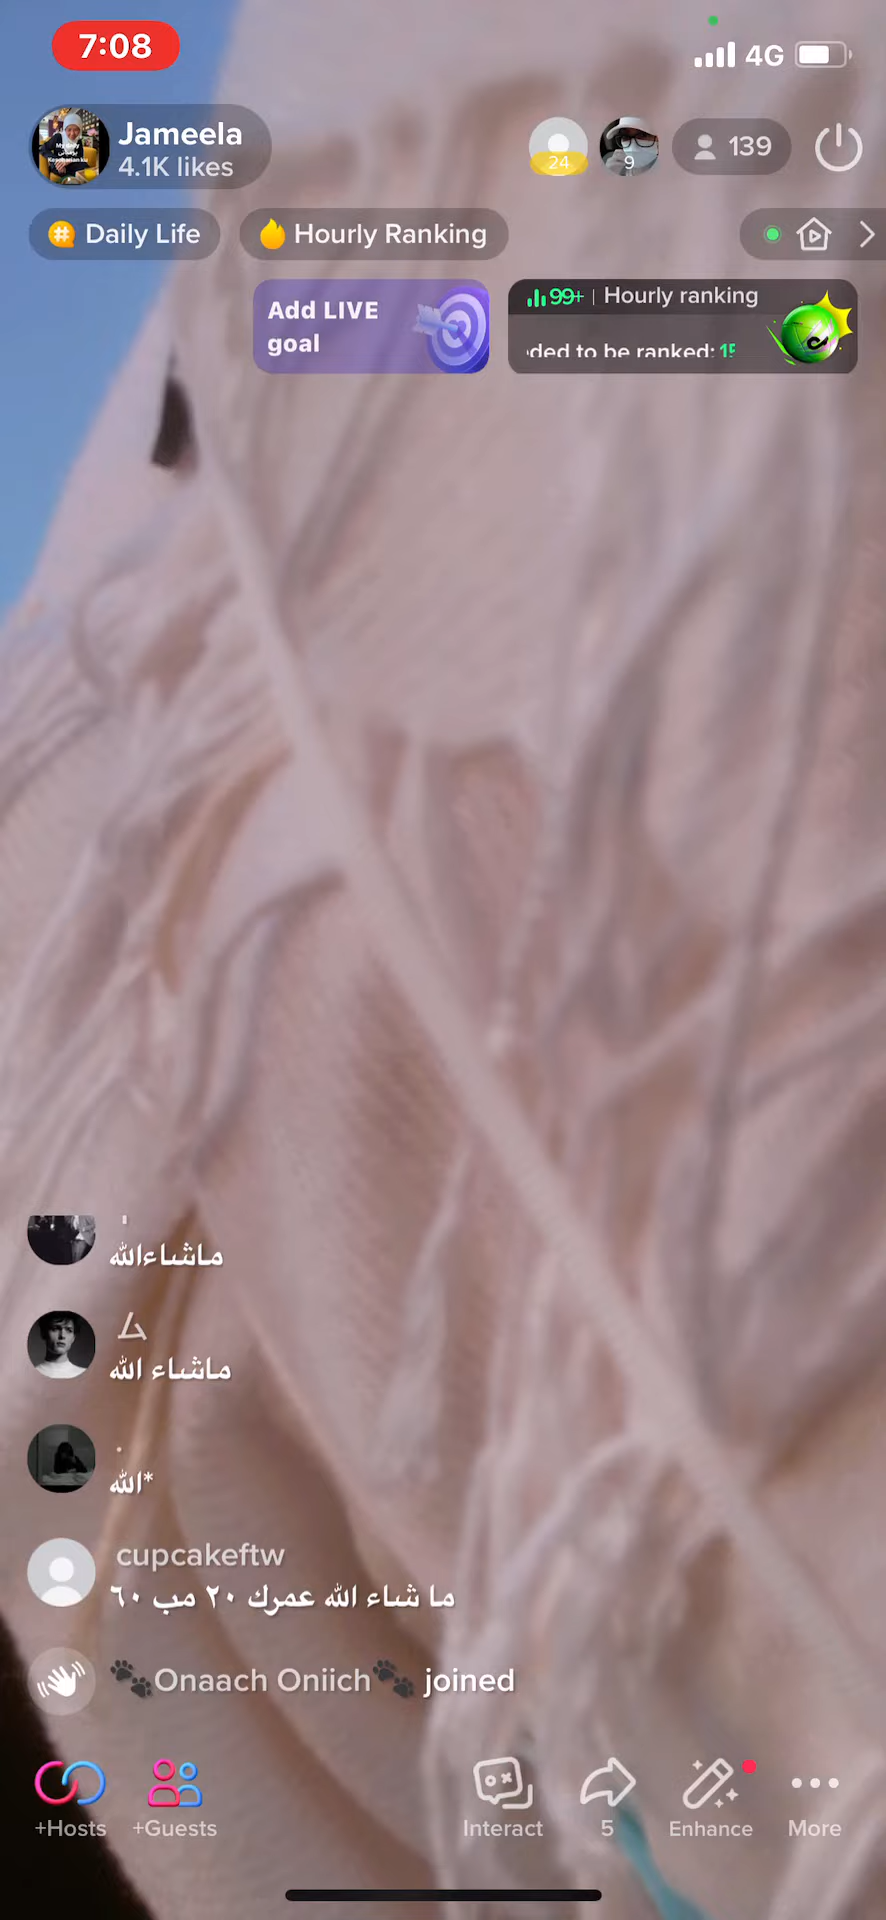 7:08
4G
Jameela
4.1K likes
24
9
139
Daily Life
Hourly Ranking
Add LIVE
goal
99+ | Hourly ranking
ded to be ranked:
ماشاءالله
ム
ماشاء الله
.
*الله
cupcakeftw
ما شاء الله عمرك ٢٠ مب ٦٠
🐾Onaach Oniich🐾 joined
+Hosts
+Guests
Interact
5
Enhance
More